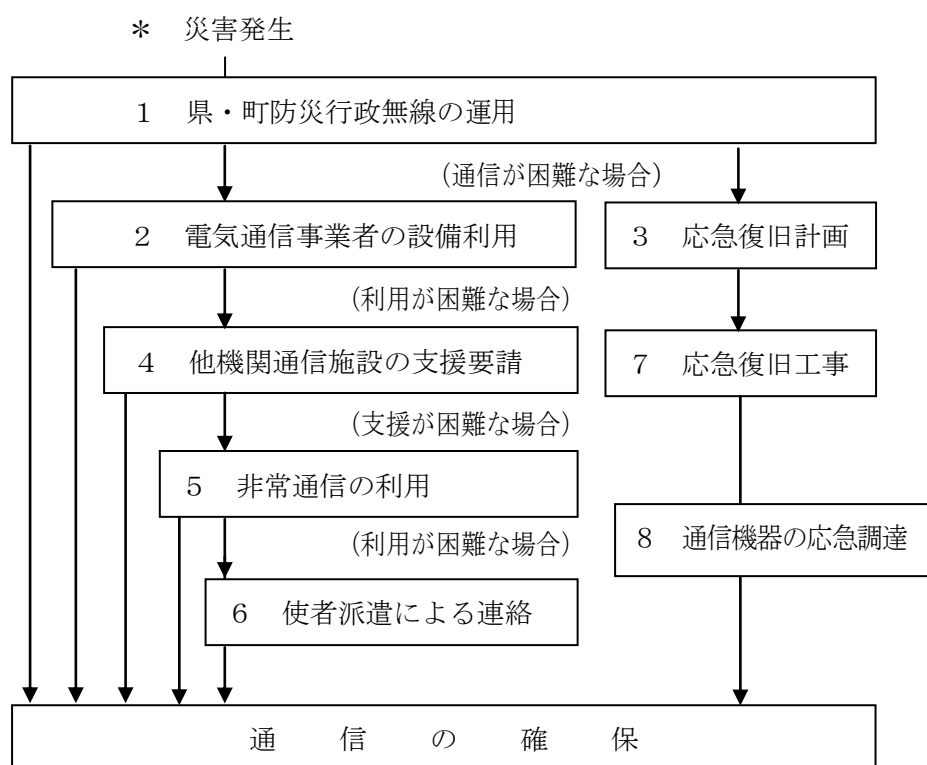 ＊　災害発生
１　県・町防災行政無線の運用
（通信が困難な場合）
２　電気通信事業者の設備利用
３　応急復旧計画
（利用が困難な場合）
４　他機関通信施設の支援要請
７　応急復旧工事
（支援が困難な場合）
５　非常通信の利用
８　通信機器の応急調達
（利用が困難な場合）
６　使者派遣による連絡
通　信　の　確　保